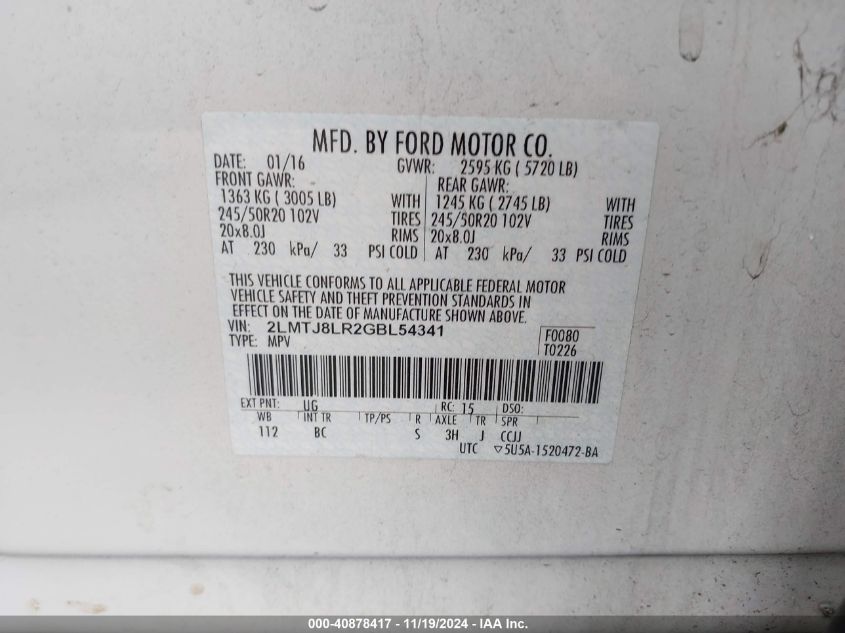 MFD. BY FORD MOTOR CO.
DATE: 01/16 GVWR: 2595 KG ( 5720 LB)
FRONT GAWR: REAR GAWR:
1363 KG ( 3005 LB) WITH 1245 KG ( 2745 LB) WITH
245/50R20 102V TIRES 245/50R20 102V TIRES
20x8.0J RIMS 20x8.0J RIMS
AT 230 kPa/ 33 PSI COLD AT 230 kPa/ 33 PSI COLD
THIS VEHICLE CONFORMS TO ALL APPLICABLE FEDERAL MOTOR
VEHICLE SAFETY AND THEFT PREVENTION STANDARDS IN
EFFECT ON THE DATE OF MANUFACTURE SHOWN ABOVE.
VIN: 2LMTJ8LR2GBL54341 F0080
TYPE: MPV T0226
EXT PNT: UG RC: 15 DSO:
WB INT TR TP/PS R AXLE TR SPR
112 BC S 3H J CCJJ
UTC ▽5U5A-1520472-BA
000-40878417 - 11/19/2024 - IAA Inc.